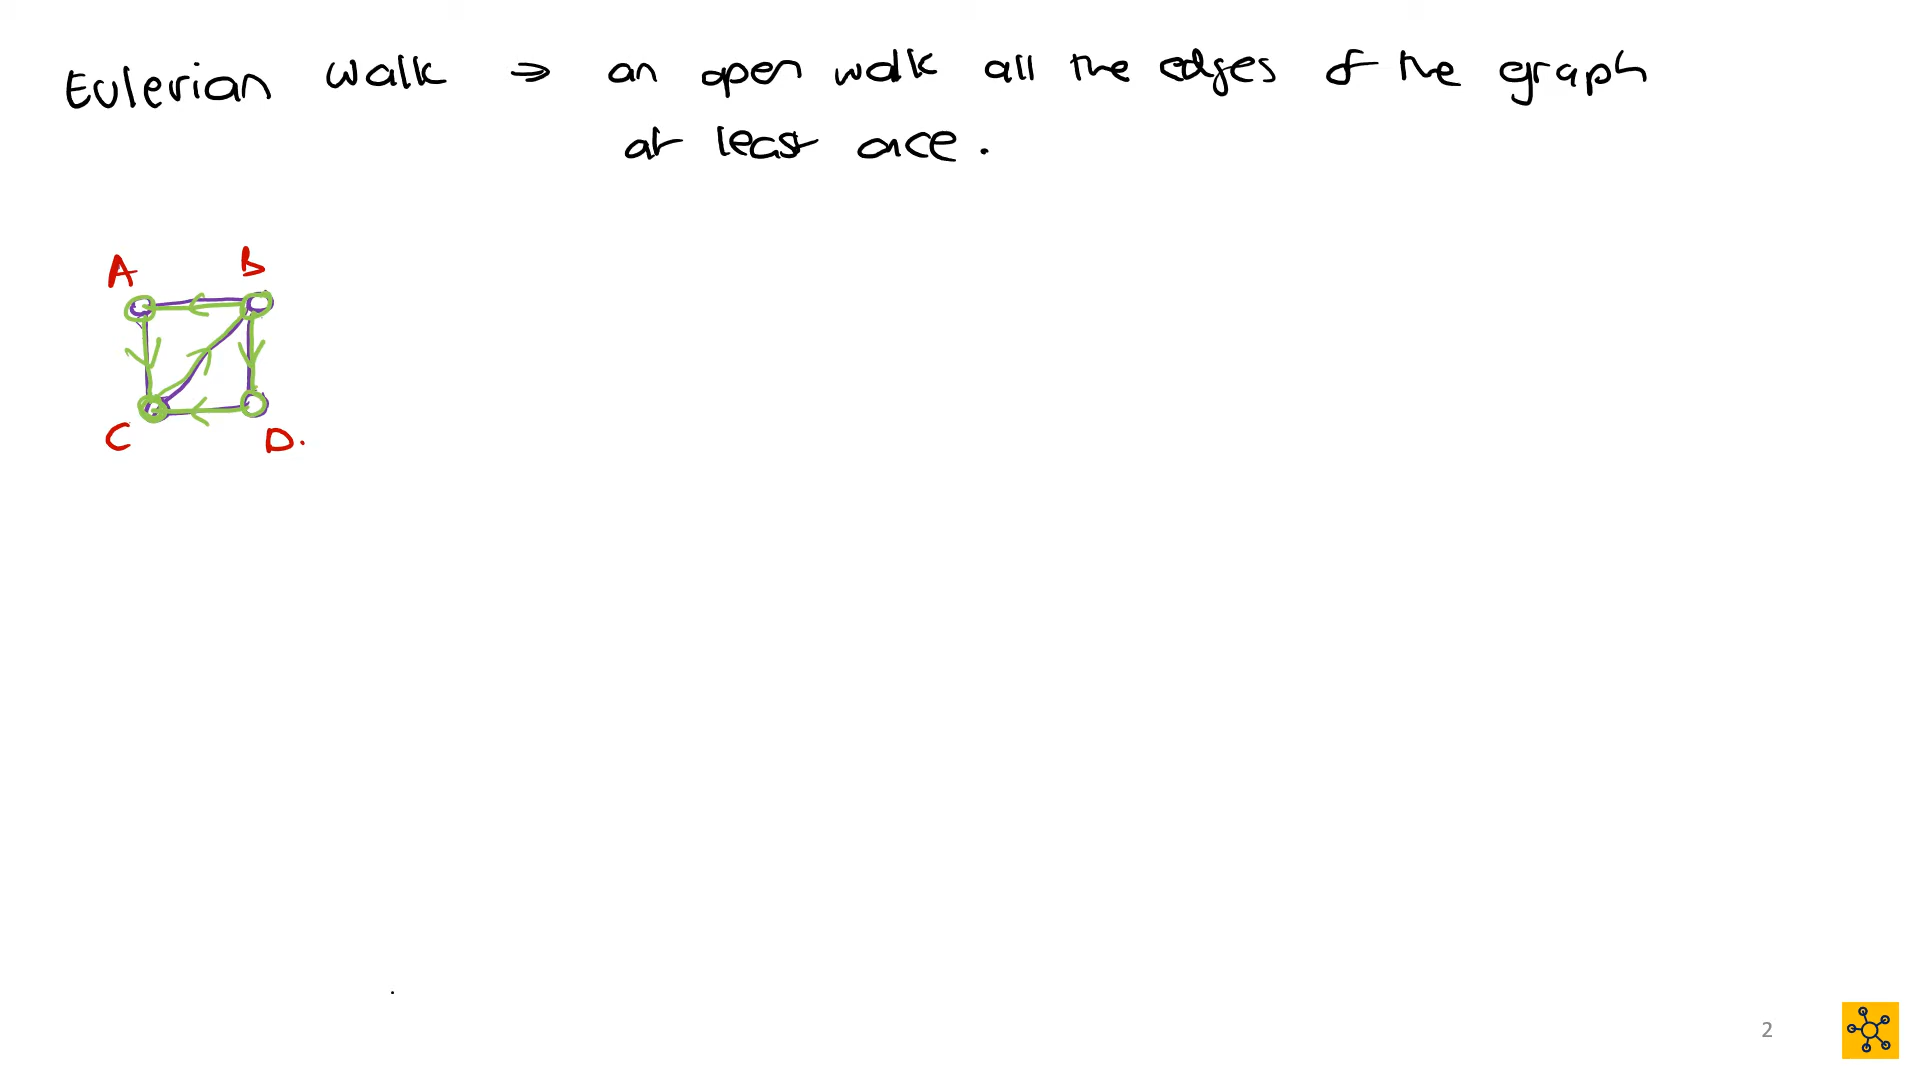 Eulerian walk ⇒ an open walk all the edges of the graph
at least once.
A B
C D.
2